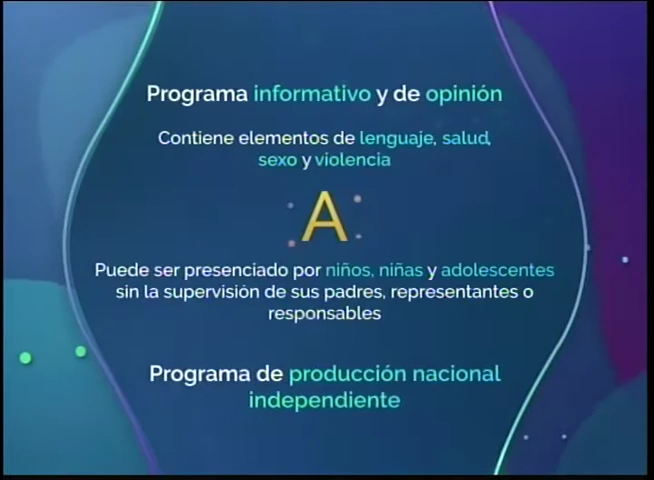 Programa informativo y de opinión
Contiene elementos de lenguaje, salud,
sexo y violencia
A
Puede ser presenciado por niños, niñas y adolescentes
sin la supervisión de sus padres, representantes o
responsables
Programa de producción nacional
independiente